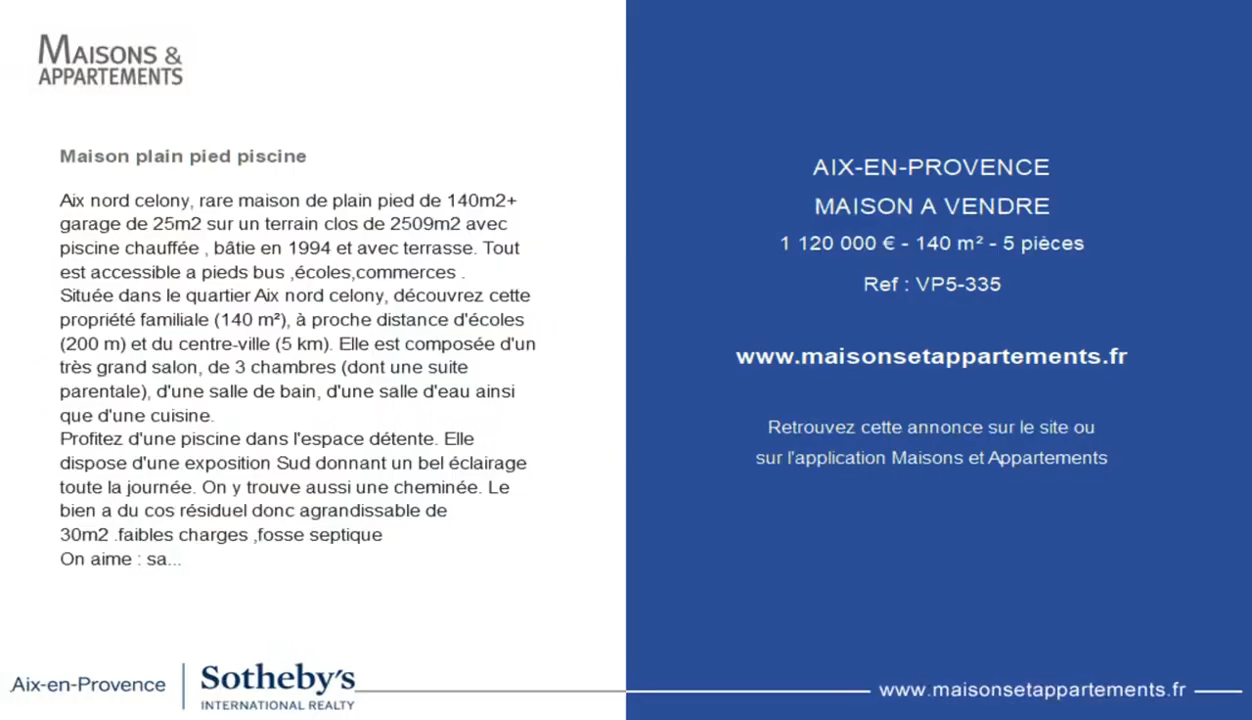 MAISONS &
APPARTEMENTS
Maison plain pied piscine
Aix nord celony, rare maison de plain pied de 140m2+
garage de 25m2 sur un terrain clos de 2509m2 avec
piscine chauffée , bâtie en 1994 et avec terrasse. Tout
est accessible a pieds bus ,écoles,commerces .
Située dans le quartier Aix nord celony, découvrez cette
propriété familiale (140 m²), à proche distance d'écoles
(200 m) et du centre-ville (5 km). Elle est composée d'un
très grand salon, de 3 chambres (dont une suite
parentale), d'une salle de bain, d'une salle d'eau ainsi
que d'une cuisine.
Profitez d'une piscine dans l'espace détente. Elle
dispose d'une exposition Sud donnant un bel éclairage
toute la journée. On y trouve aussi une cheminée. Le
bien a du cos résiduel donc agrandissable de
30m2 .faibles charges ,fosse septique
On aime : sa...
Aix-en-Provence
Sotheby's
INTERNATIONAL REALTY
AIX-EN-PROVENCE
MAISON A VENDRE
1 120 000 € - 140 m² - 5 pièces
Ref : VP5-335
www.maisonsetappartements.fr
Retrouvez cette annonce sur le site ou
sur l'application Maisons et Appartements
www.maisonsetappartements.fr